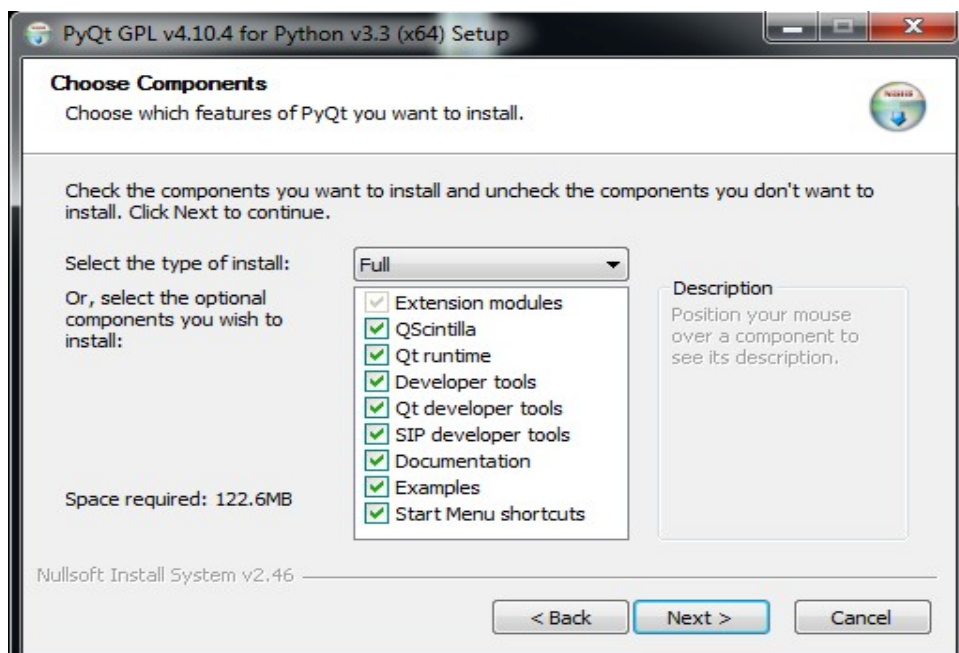 PyQt GPL v4.10.4 for Python v3.3 (x64) Setup
Choose Components
Choose which features of PyQt you want to install.
NSIS
Check the components you want to install and uncheck the components you don't want to
install. Click Next to continue.
Select the type of install:
Full
Or, select the optional
components you wish to
install:
Extension modules
QScintilla
Qt runtime
Developer tools
Qt developer tools
SIP developer tools
Documentation
Examples
Start Menu shortcuts
Description
Position your mouse
over a component to
see its description.
Space required: 122.6MB
Nullsoft Install System v2.46
< Back
Next >
Cancel